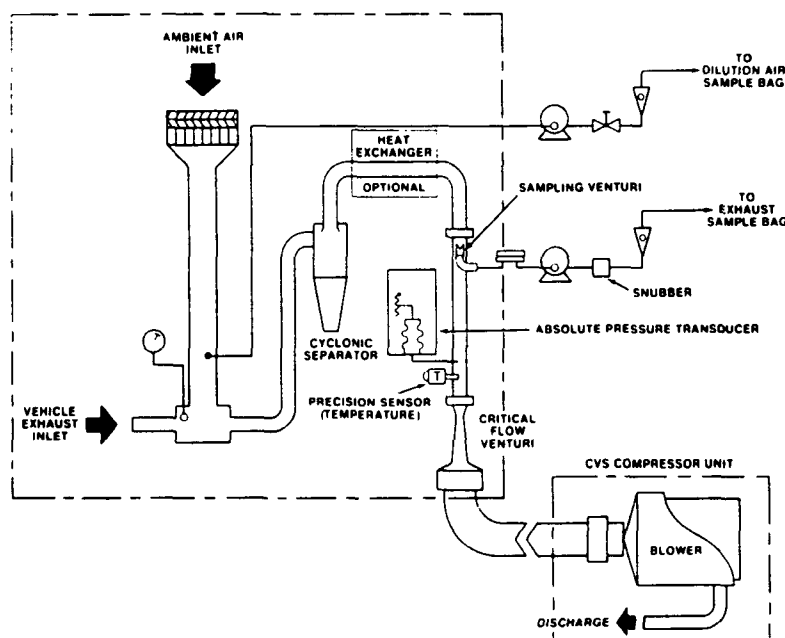 AMBIENT AIR
INLET
TO
DILUTION AIR
SAMPLE BAG
HEAT
EXCHANGER
OPTIONAL
SAMPLING VENTURI
TO
EXHAUST
SAMPLE BAG
SNUBBER
ABSOLUTE PRESSURE TRANSDUCER
CYCLONIC
SEPARATOR
T
PRECISION SENSOR
(TEMPERATURE)
VEHICLE
EXHAUST
INLET
CRITICAL
FLOW
VENTURI
CVS COMPRESSOR UNIT
BLOWER
DISCHARGE